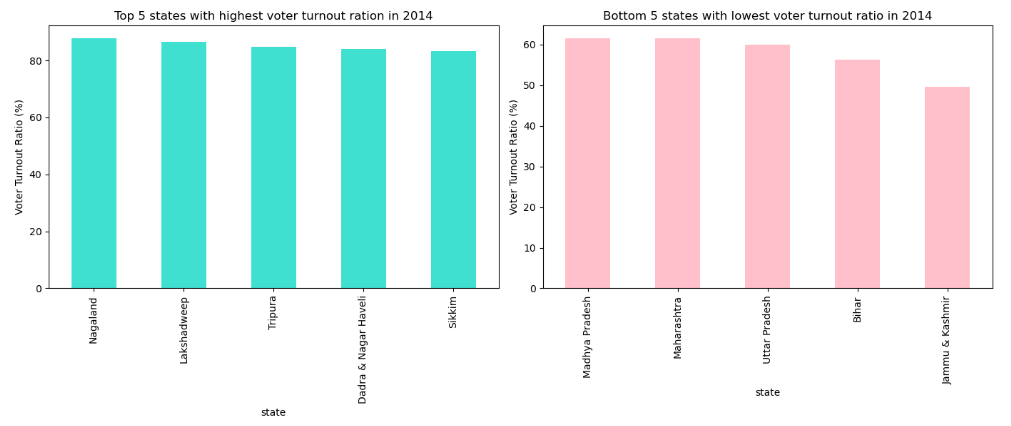 Top 5 states with highest voter turnout ration in 2014
Voter Turnout Ratio (%)
80
60
40
20
0
Nagaland
Lakshadweep
Tripura
Dadra & Nagar Haveli
Sikkim
state
Bottom 5 states with lowest voter turnout ratio in 2014
Voter Turnout Ratio (%)
60
50
40
30
20
10
0
Madhya Pradesh
Maharashtra
Uttar Pradesh
Bihar
Jammu & Kashmir
state